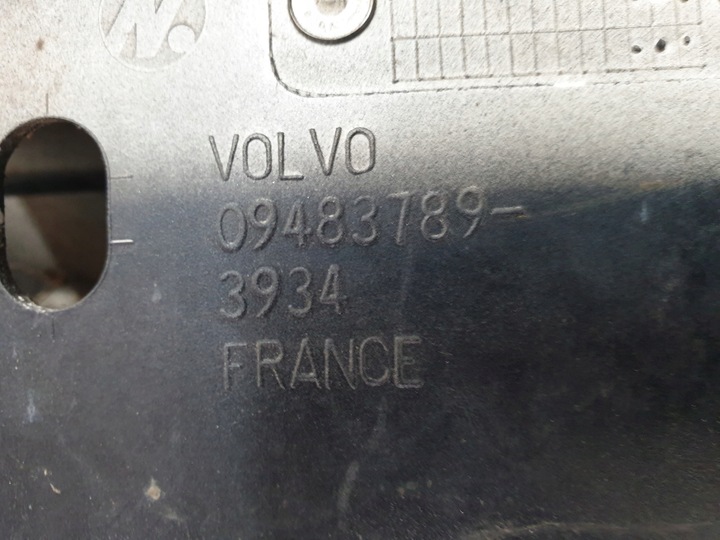 N.
VOLVO
09483789-
3934
FRANCE